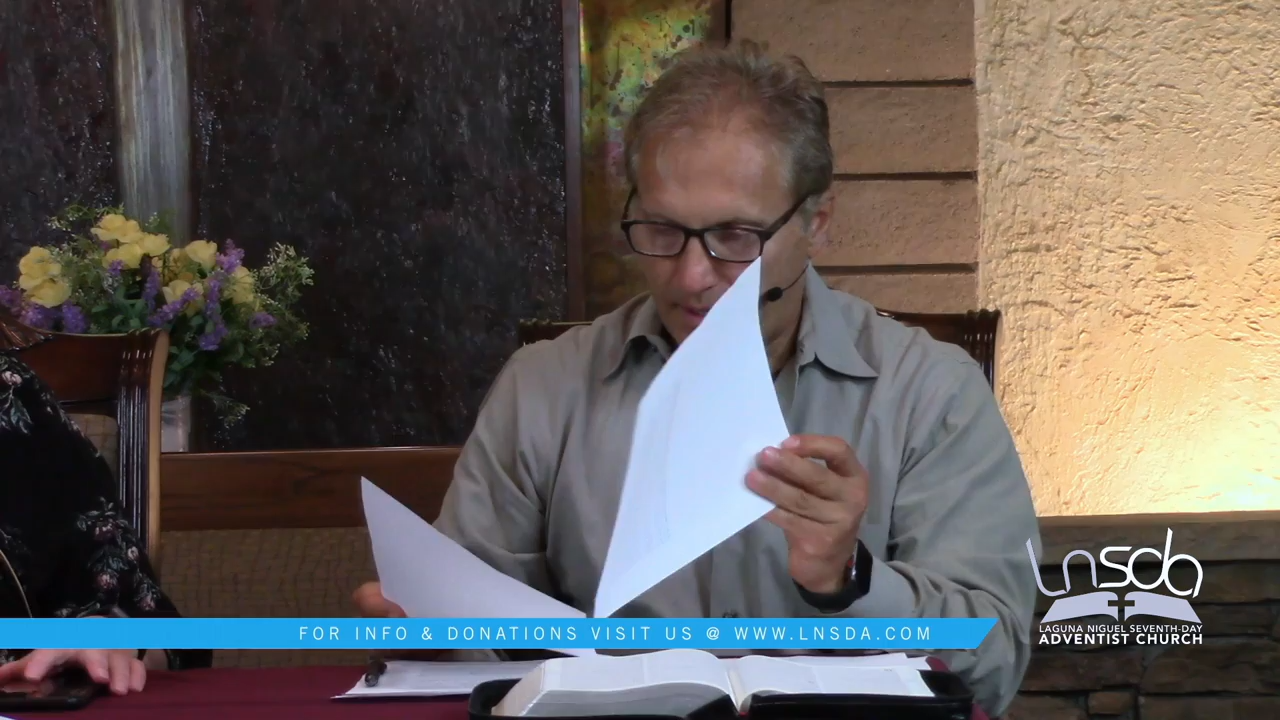 FOR INFO & DONATIONS VISIT US @ WWW.LNSDA.COM
LNSDA
LAGUNA NIGUEL SEVENTH-DAY
ADVENTIST CHURCH